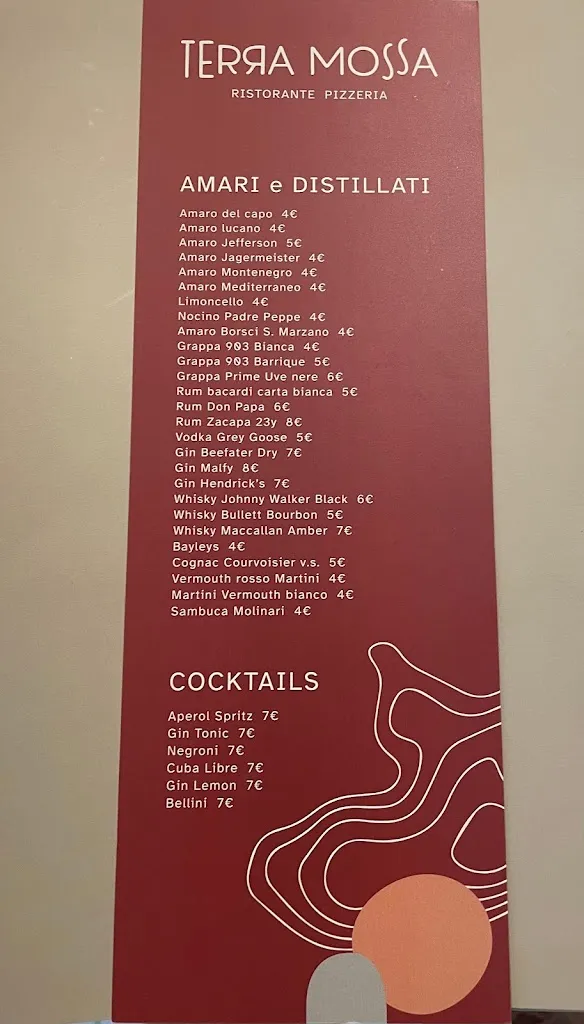 TERRA MOSSA
RISTORANTE PIZZERIA
AMARI e DISTILLATI
Amaro del capo 4€
Amaro lucano 4€
Amaro Jefferson 5€
Amaro Jagermeister 4€
Amaro Montenegro 4€
Amaro Mediterraneo 4€
Limoncello 4€
Nocino Padre Peppe 4€
Amaro Borsci S. Marzano 4€
Grappa 903 Bianca 4€
Grappa 903 Barrique 5€
Grappa Prime Uve nere 6€
Rum bacardi carta bianca 5€
Rum Don Papa 6€
Rum Zacapa 23y 8€
Vodka Grey Goose 5€
Gin Beefater Dry 7€
Gin Malfy 8€
Gin Hendrick's 7€
Whisky Johnny Walker Black 6€
Whisky Bullett Bourbon 5€
Whisky Maccallan Amber 7€
Bayleys 4€
Cognac Courvoisier v.s. 5€
Vermouth rosso Martini 4€
Martini Vermouth bianco 4€
Sambuca Molinari 4€
COCKTAILS
Aperol Spritz 7€
Gin Tonic 7€
Negroni 7€
Cuba Libre 7€
Gin Lemon 7€
Bellini 7€